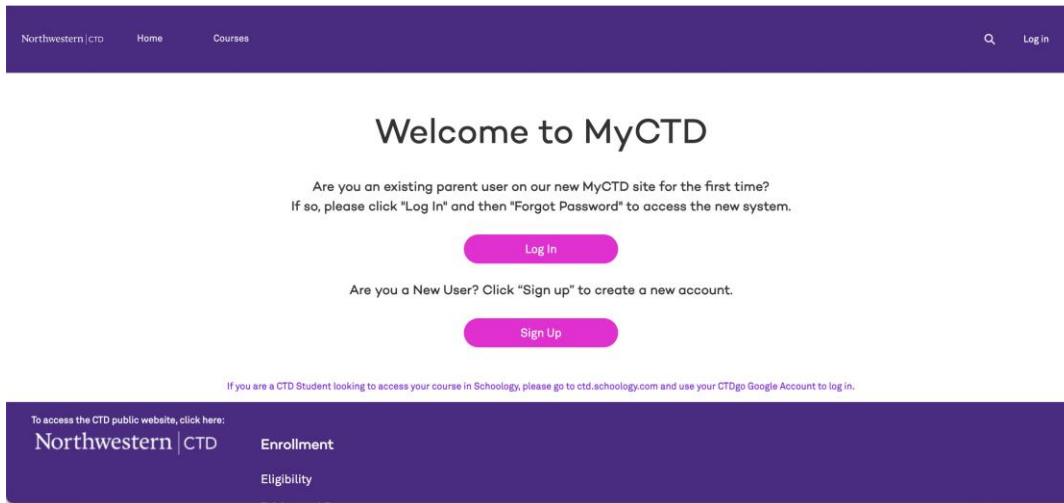 Northwestern | CTD Home Courses Log in
Welcome to MyCTD
Are you an existing parent user on our new MyCTD site for the first time?
If so, please click "Log In" and then "Forgot Password" to access the new system.
Log In
Are you a New User? Click “Sign up” to create a new account.
Sign Up
If you are a CTD Student looking to access your course in Schoology, please go to ctd.schoology.com and use your CTDgo Google Account to log in.
To access the CTD public website, click here:
Northwestern | CTD
Enrollment
Eligibility